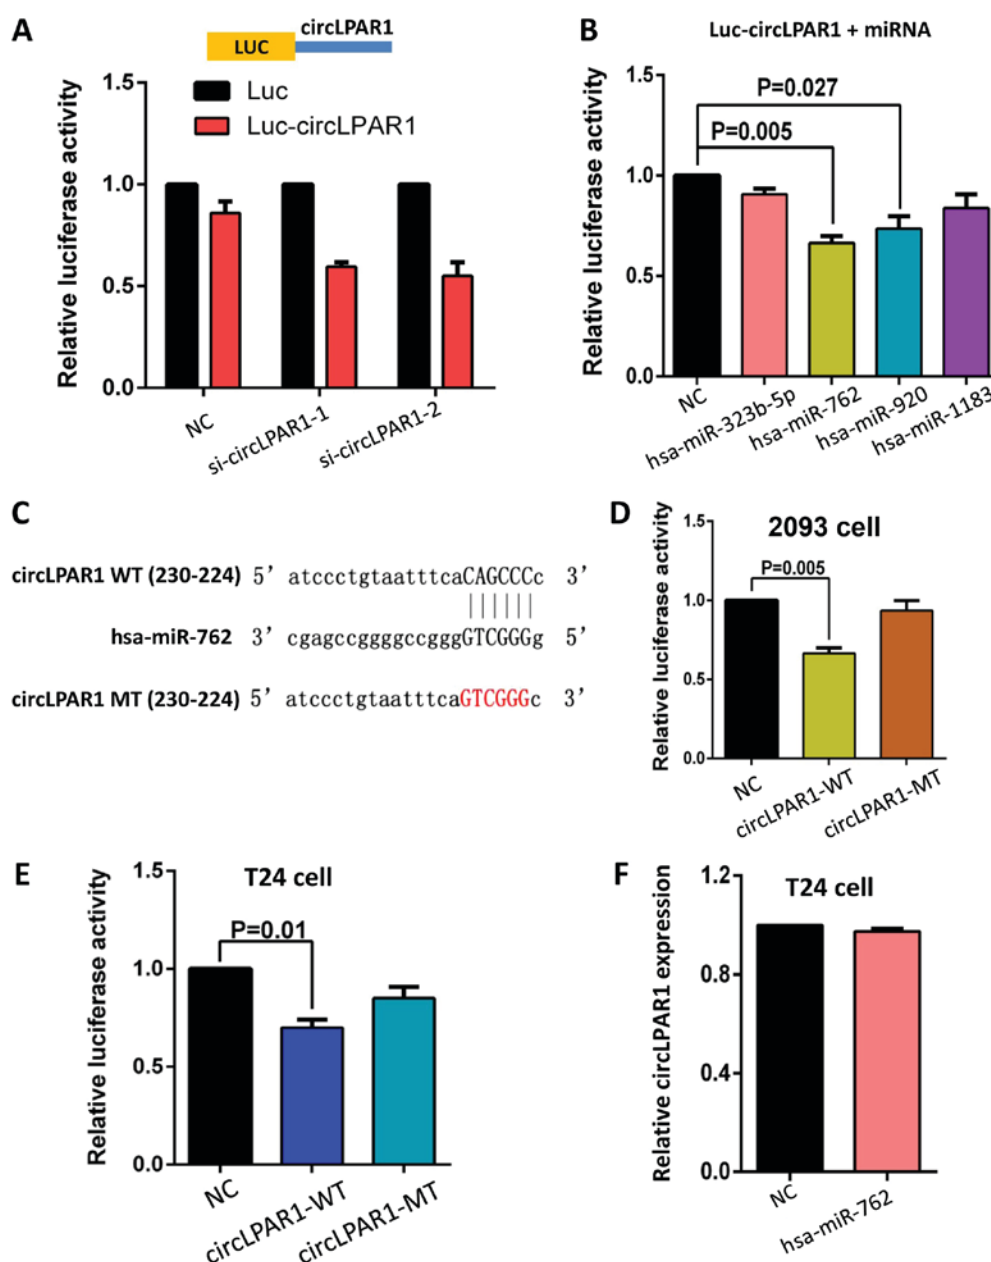 A
circLPAR1
LUC
Relative luciferase activity
1.5
1.0
0.5
0.0
Luc
Luc-circLPAR1
NC
si-circLPAR1-1
si-circLPAR1-2
B
Luc-circLPAR1 + miRNA
Relative luciferase activity
1.5
1.0
0.5
0.0
P=0.027
P=0.005
NC
hsa-miR-323b-5p
hsa-miR-762
hsa-miR-920
hsa-miR-1183
C
circLPAR1 WT (230-224) 5' atccctgtaatttcaCAGCCCc 3'
hsa-miR-762 3' cgagccggggccgggGTCGGGg 5'
circLPAR1 MT (230-224) 5' atccctgtaatttcaGTCGGGc 3'
D
2093 cell
Relative luciferase activity
1.5
1.0
0.5
0.0
P=0.005
NC
circLPAR1-WT
circLPAR1-MT
E
T24 cell
Relative luciferase activity
1.5
1.0
0.5
0.0
P=0.01
NC
circLPAR1-WT
circLPAR1-MT
F
T24 cell
Relative circLPAR1 expression
1.2
0.8
0.4
0.0
NC
hsa-miR-762